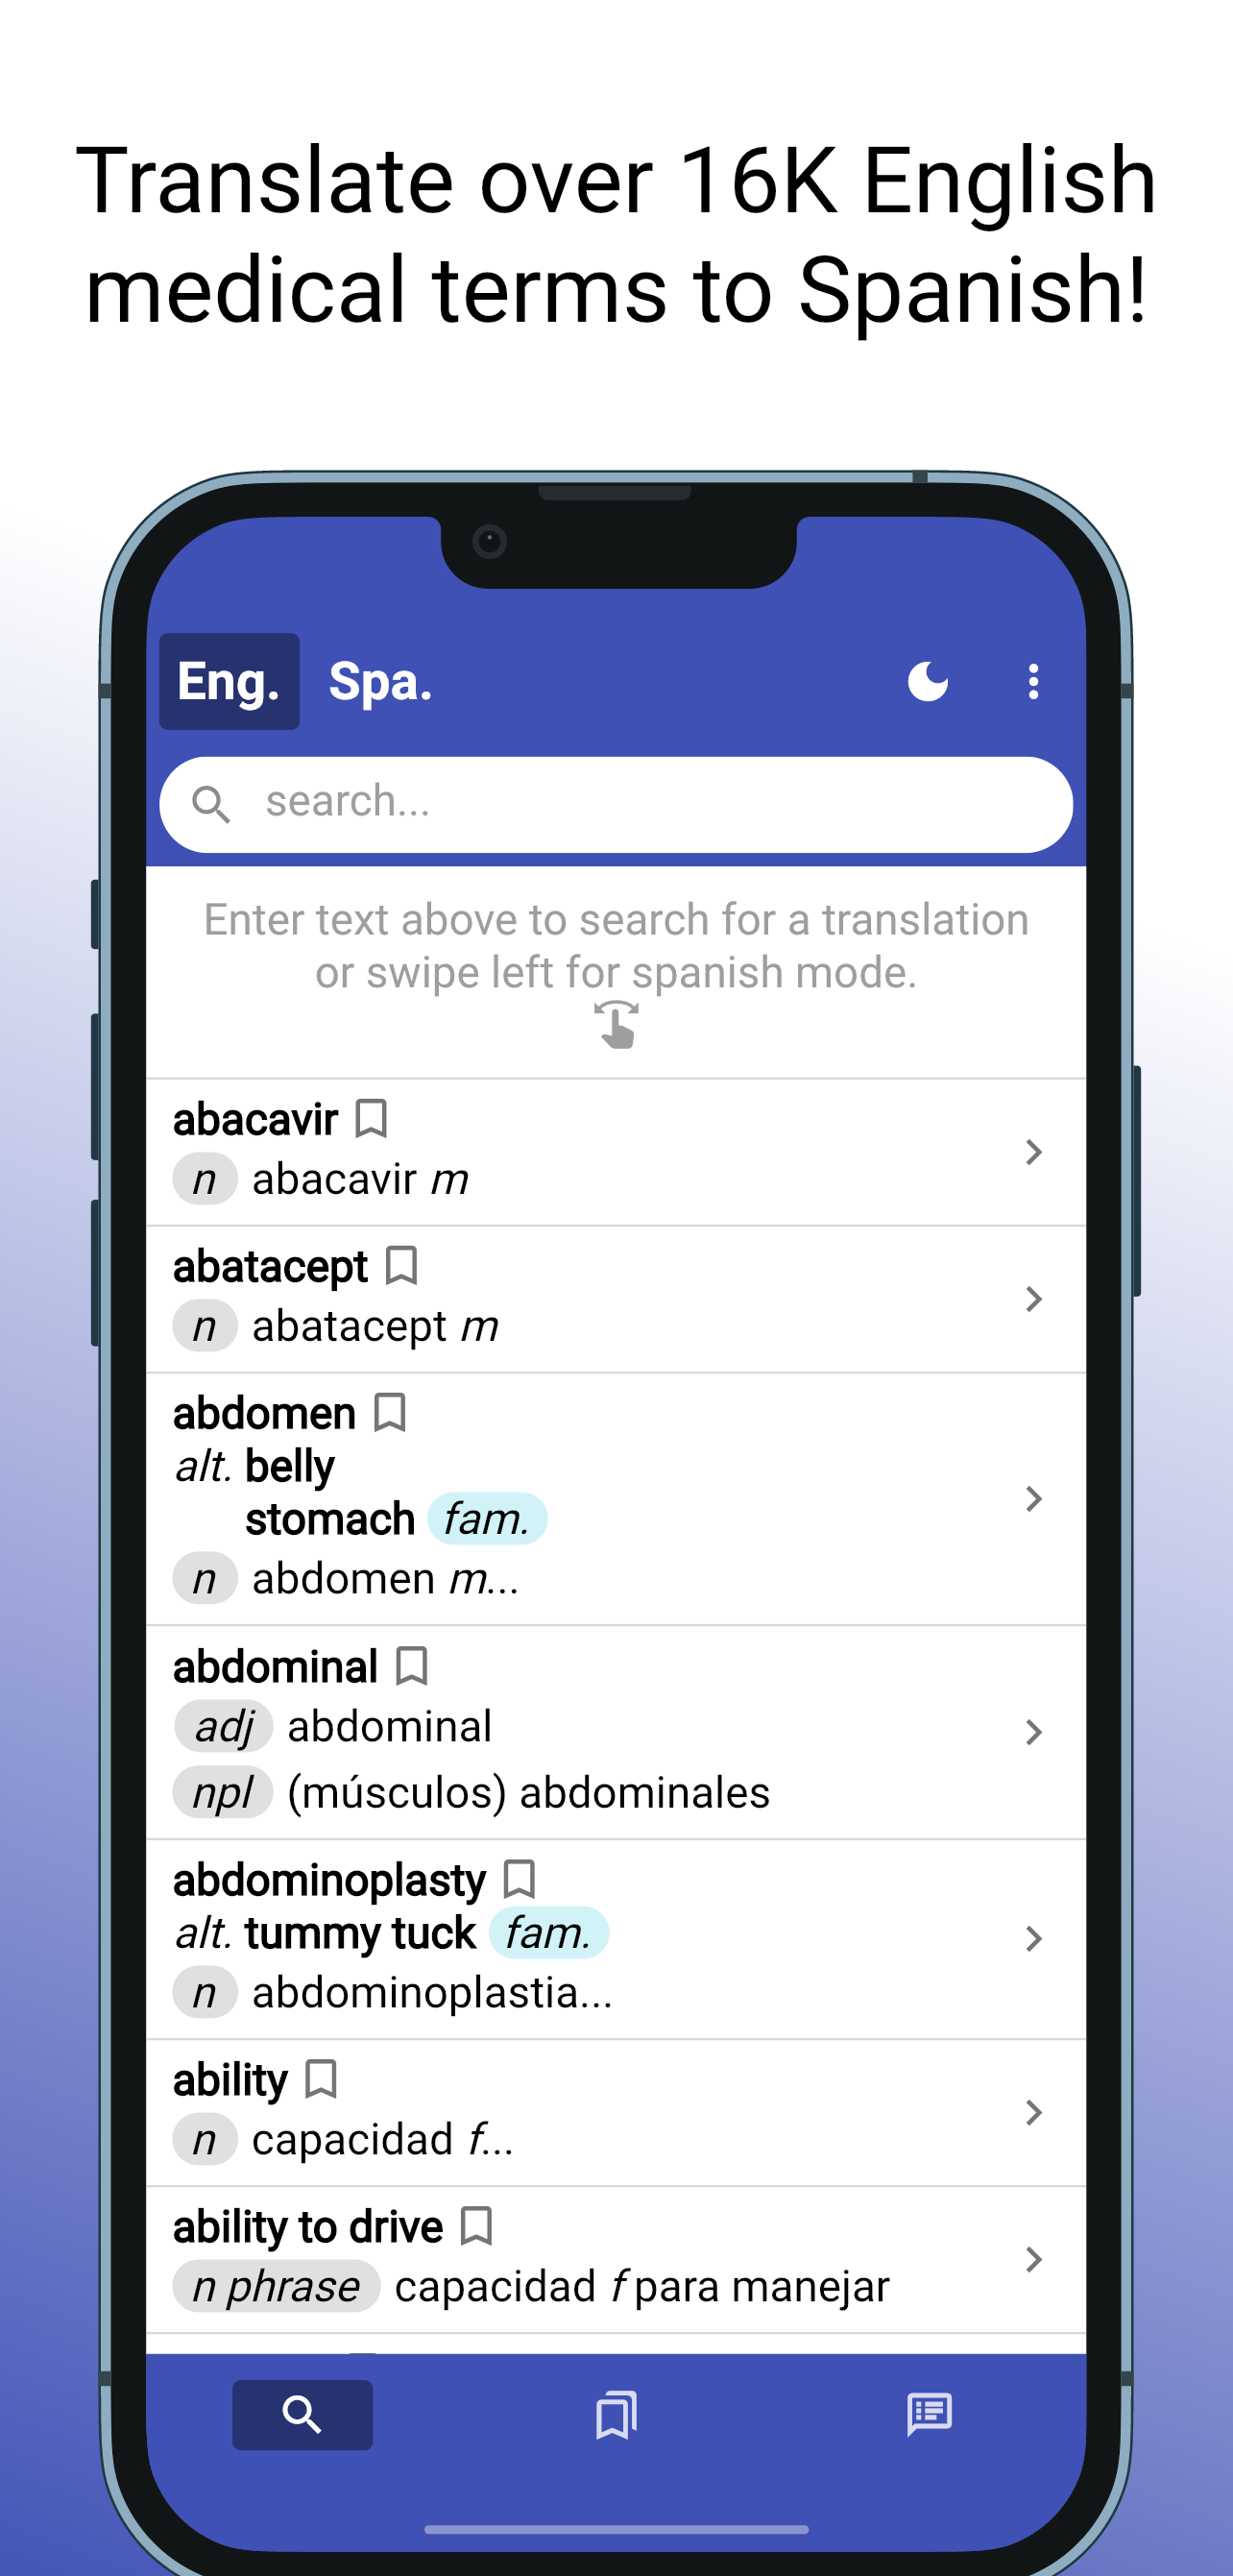 Translate over 16K English
medical terms to Spanish!
Eng. Spa.
search...
Enter text above to search for a translation
or swipe left for spanish mode.
abacavir
n abacavir m
abatacept
n abatacept m
abdomen
alt. belly
stomach fam.
n abdomen m...
abdominal
adj abdominal
npl (músculos) abdominales
abdominoplasty
alt. tummy tuck fam.
n abdominoplastia...
ability
n capacidad f...
ability to drive
n phrase capacidad f para manejar